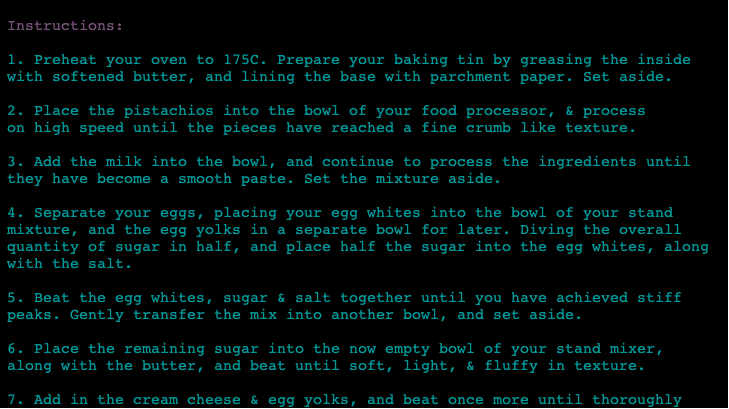 Instructions:
1. Preheat your oven to 175C. Prepare your baking tin by greasing the inside
with softened butter, and lining the base with parchment paper. Set aside.
2. Place the pistachios into the bowl of your food processor, & process
on high speed until the pieces have reached a fine crumb like texture.
3. Add the milk into the bowl, and continue to process the ingredients until
they have become a smooth paste. Set the mixture aside.
4. Separate your eggs, placing your egg whites into the bowl of your stand
mixture, and the egg yolks in a separate bowl for later. Diving the overall
quantity of sugar in half, and place half the sugar into the egg whites, along
with the salt.
5. Beat the egg whites, sugar & salt together until you have achieved stiff
peaks. Gently transfer the mix into another bowl, and set aside.
6. Place the remaining sugar into the now empty bowl of your stand mixer,
along with the butter, and beat until soft, light, & fluffy in texture.
7. Add in the cream cheese & egg yolks, and beat once more until thoroughly